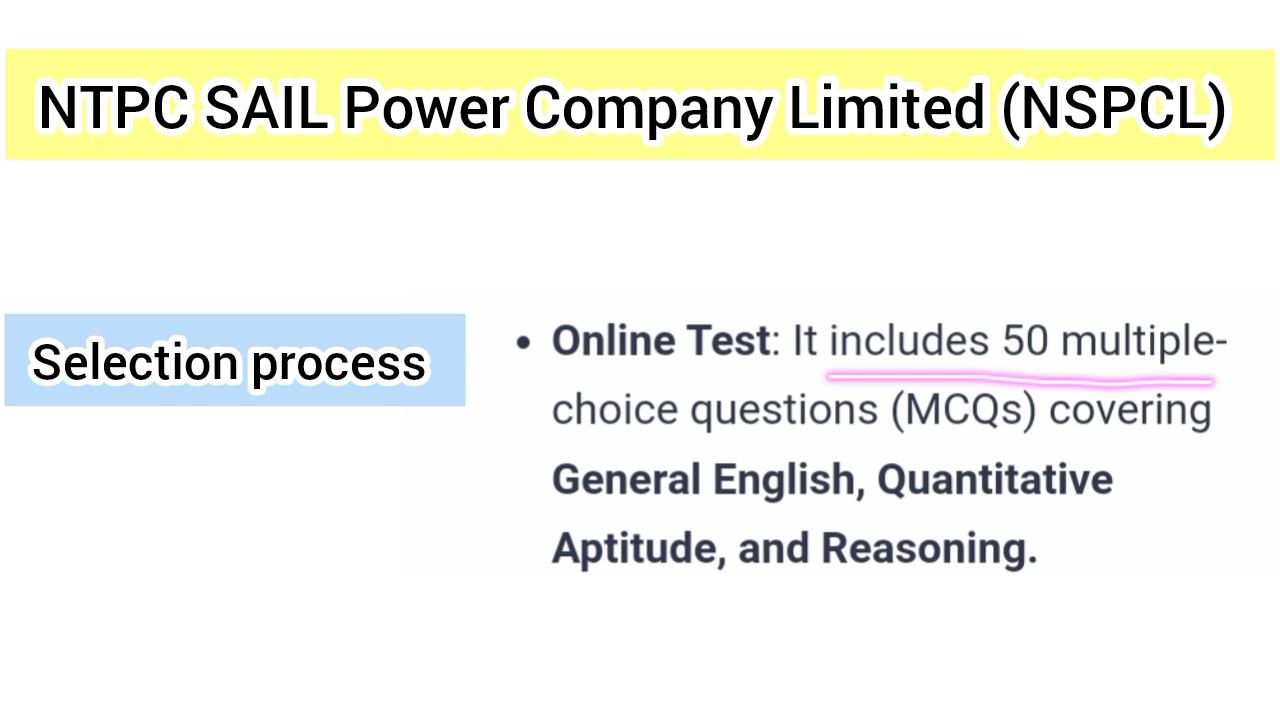 NTPC SAIL Power Company Limited (NSPCL)
Selection process
• Online Test: It includes 50 multiple-
choice questions (MCQs) covering
General English, Quantitative
Aptitude, and Reasoning.